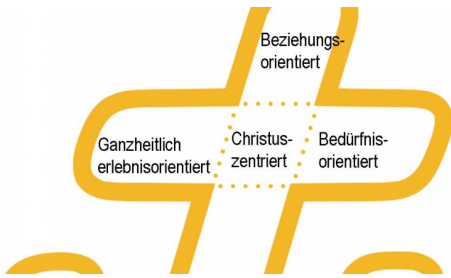 Beziehungs-
orientiert
Ganzheitlich
erlebnisorientiert
Christus-
zentriert
Bedürfnis-
orientiert